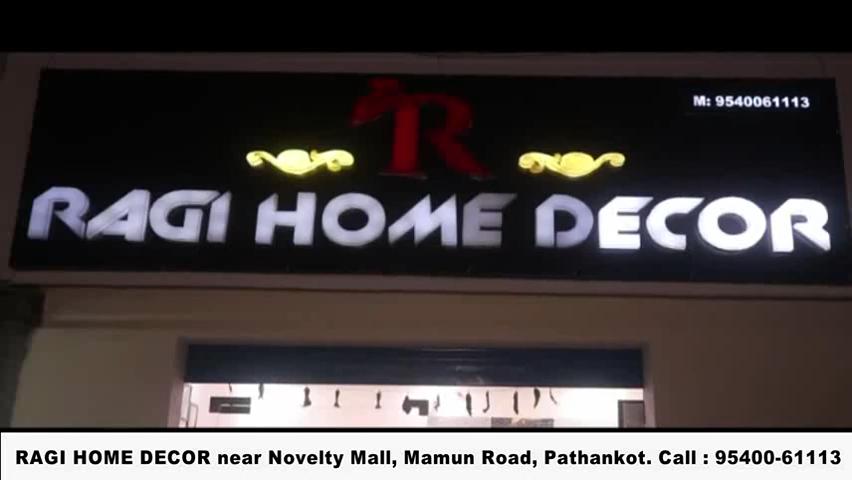 R
M: 9540061113
RAGI HOME DECOR
RAGI HOME DECOR near Novelty Mall, Mamun Road, Pathankot. Call : 95400-61113